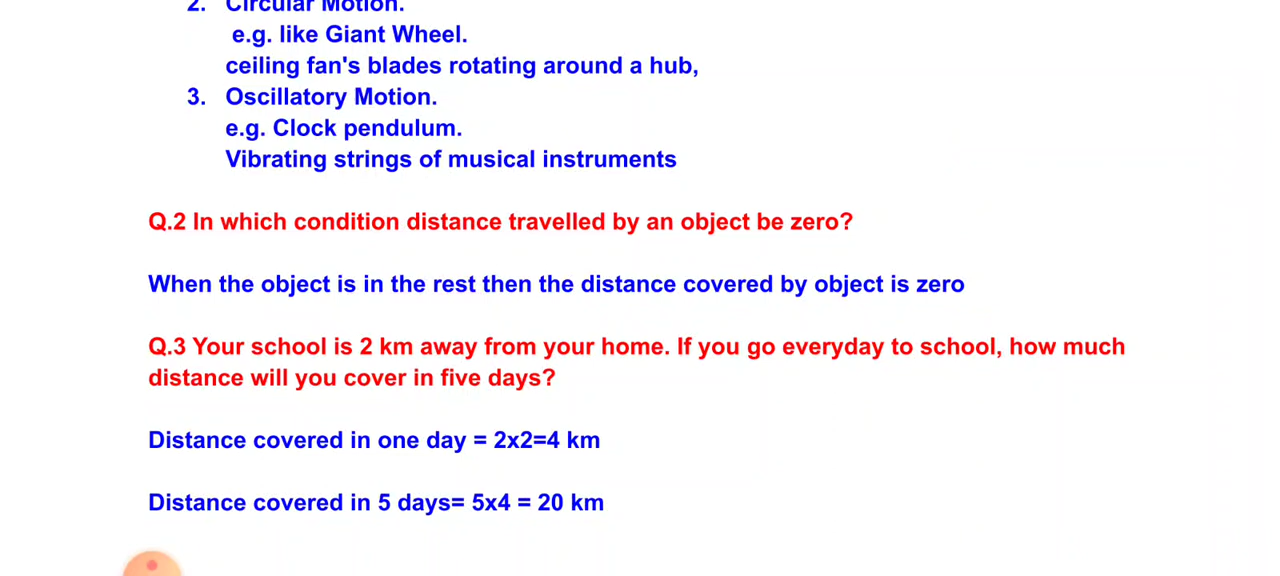 2. Circular Motion.
e.g. like Giant Wheel.
ceiling fan's blades rotating around a hub,
3. Oscillatory Motion.
e.g. Clock pendulum.
Vibrating strings of musical instruments
Q.2 In which condition distance travelled by an object be zero?
When the object is in the rest then the distance covered by object is zero
Q.3 Your school is 2 km away from your home. If you go everyday to school, how much
distance will you cover in five days?
Distance covered in one day = 2x2=4 km
Distance covered in 5 days= 5x4 = 20 km